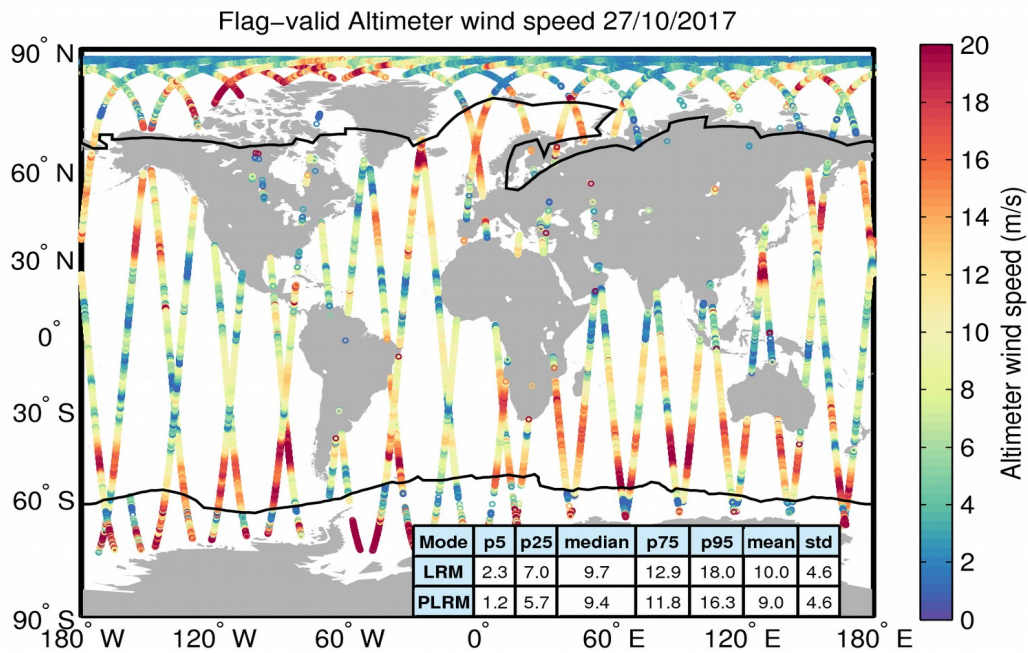 Flag−valid Altimeter wind speed 27/10/2017
90° N
60° N
30° N
0°
30° S
60° S
90° S
180° W
120° W
60° W
0°
60° E
120° E
180° E
Mode p5 p25 median p75 p95 mean std
LRM 2.3 7.0 9.7 12.9 18.0 10.0 4.6
PLRM 1.2 5.7 9.4 11.8 16.3 9.0 4.6
20
18
16
14
12
10
8
6
4
2
0
Altimeter wind speed (m/s)